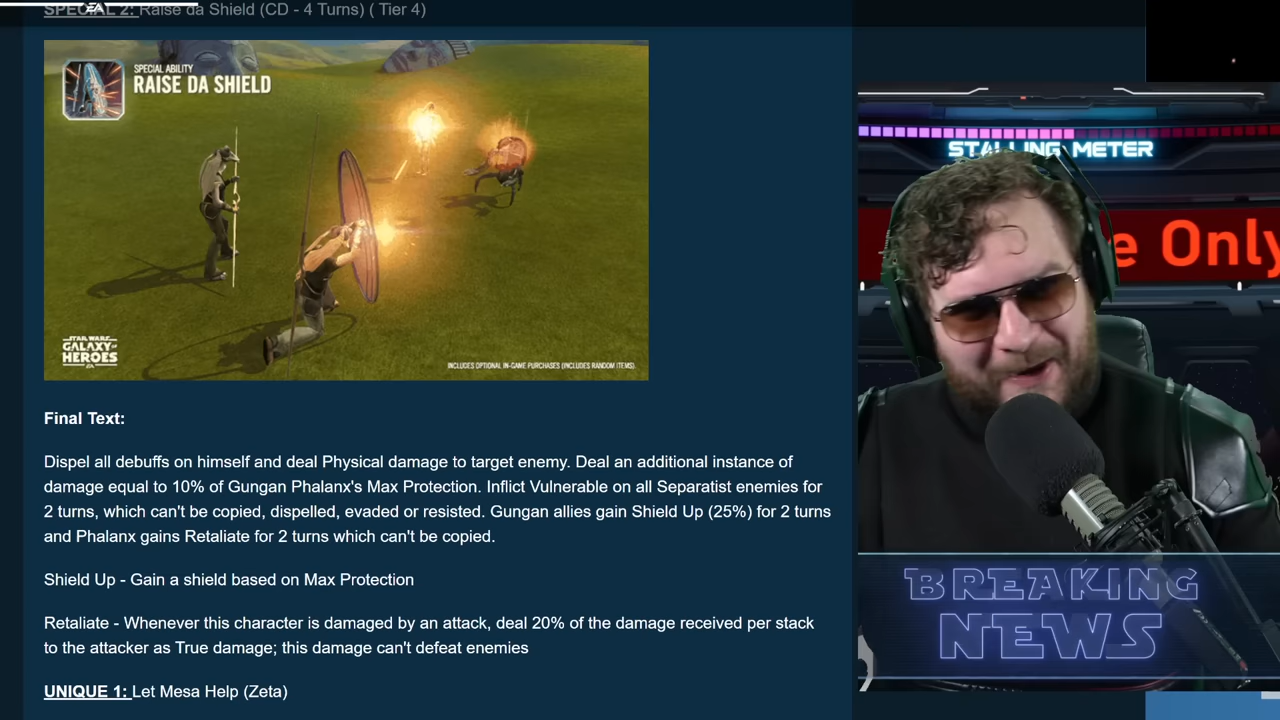 EA
SPECIAL 2: Raise da Shield (CD - 4 Turns) ( Tier 4)
SPECIAL ABILITY
RAISE DA SHIELD
STAR WARS
GALAXY OF
HEROES
EA
INCLUDES OPTIONAL IN-GAME PURCHASES (INCLUDES RANDOM ITEMS).
Final Text:
Dispel all debuffs on himself and deal Physical damage to target enemy. Deal an additional instance of
damage equal to 10% of Gungan Phalanx's Max Protection. Inflict Vulnerable on all Separatist enemies for
2 turns, which can't be copied, dispelled, evaded or resisted. Gungan allies gain Shield Up (25%) for 2 turns
and Phalanx gains Retaliate for 2 turns which can't be copied.
Shield Up - Gain a shield based on Max Protection
Retaliate - Whenever this character is damaged by an attack, deal 20% of the damage received per stack
to the attacker as True damage; this damage can't defeat enemies
UNIQUE 1: Let Mesa Help (Zeta)
STALLING METER
e Only
BREAKING
NEWS